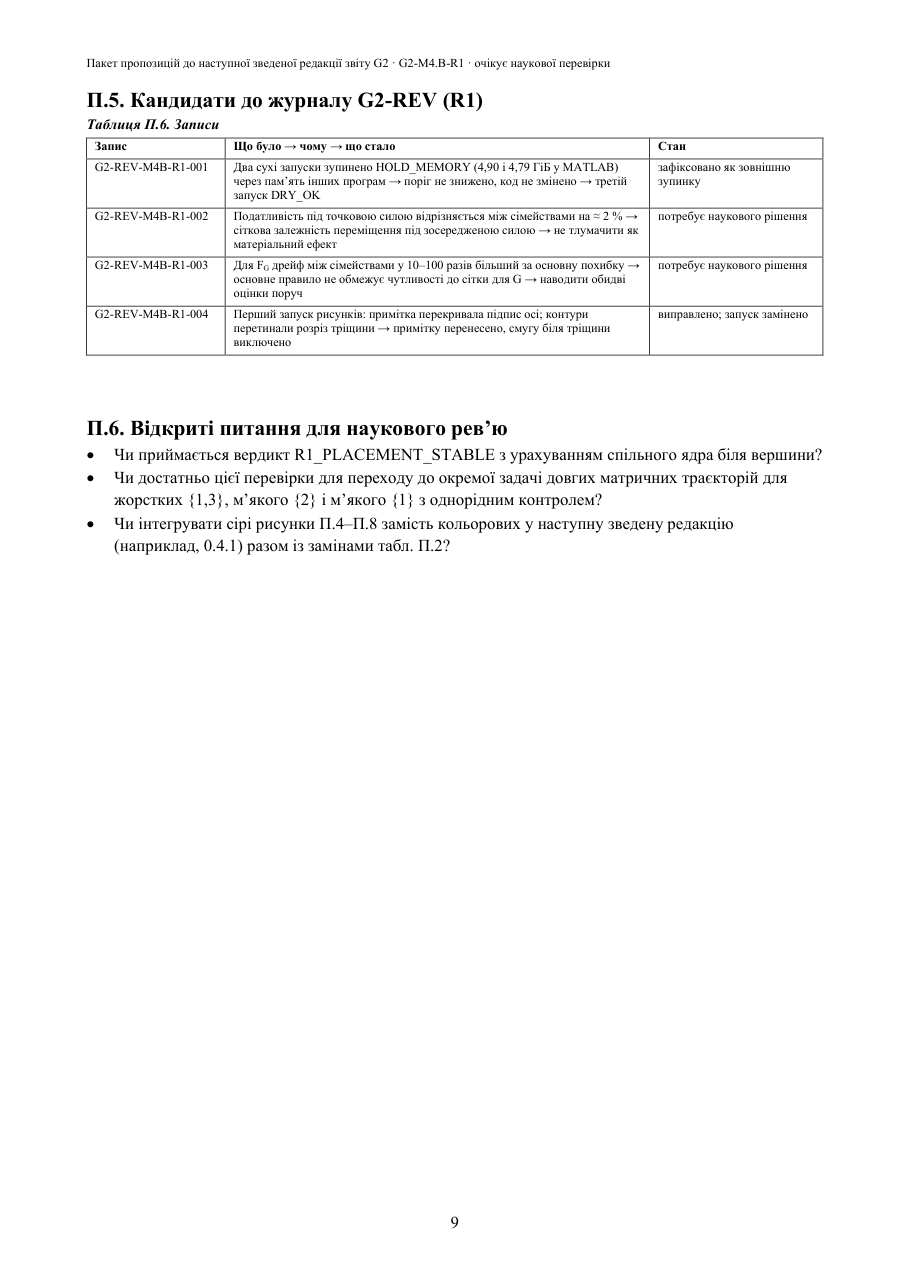 Пакет пропозицій до наступної зведеної редакції звіту G2 · G2-M4.B-R1 · очікує наукової перевірки
П.5. Кандидати до журналу G2-REV (R1)
Таблиця П.6. Записи
Запис
Що було → чому → що стало
Стан
G2-REV-M4B-R1-001
Два сухі запуски зупинено HOLD_MEMORY (4,90 і 4,79 ГіБ у MATLAB)
через пам’ять інших програм → поріг не знижено, код не змінено → третій
запуск DRY_OK
зафіксовано як зовнішню
зупинку
G2-REV-M4B-R1-002
Податливість під точковою силою відрізняється між сімействами на ≈ 2 % →
сіткова залежність переміщення під зосередженою силою → не тлумачити як
матеріальний ефект
потребує наукового рішення
G2-REV-M4B-R1-003
Для F_G дрейф між сімействами у 10–100 разів більший за основну похибку →
основне правило не обмежує чутливості до сітки для G → наводити обидві
оцінки поруч
потребує наукового рішення
G2-REV-M4B-R1-004
Перший запуск рисунків: примітка перекривала підпис осі; контури
перетинали розріз тріщини → примітку перенесено, смугу біля тріщини
виключено
виправлено; запуск замінено
П.6. Відкриті питання для наукового рев’ю
• Чи приймається вердикт R1_PLACEMENT_STABLE з урахуванням спільного ядра біля вершини?
• Чи достатньо цієї перевірки для переходу до окремої задачі довгих матричних траєкторій для
жорстких {1,3}, м’якого {2} і м’якого {1} з однорідним контролем?
• Чи інтегрувати сірі рисунки П.4–П.8 замість кольорових у наступну зведену редакцію
(наприклад, 0.4.1) разом із замінами табл. П.2?
9